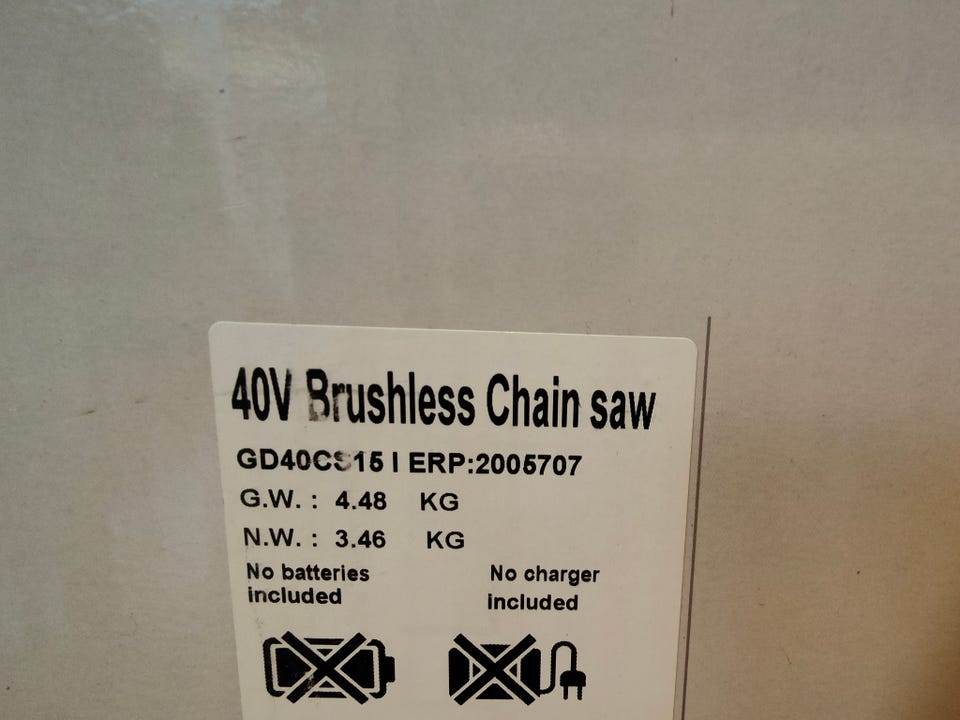 40V Brushless Chain saw
GD40CS15 | ERP:2005707
G.W. : 4.48 KG
N.W. : 3.46 KG
No batteries included
No charger included